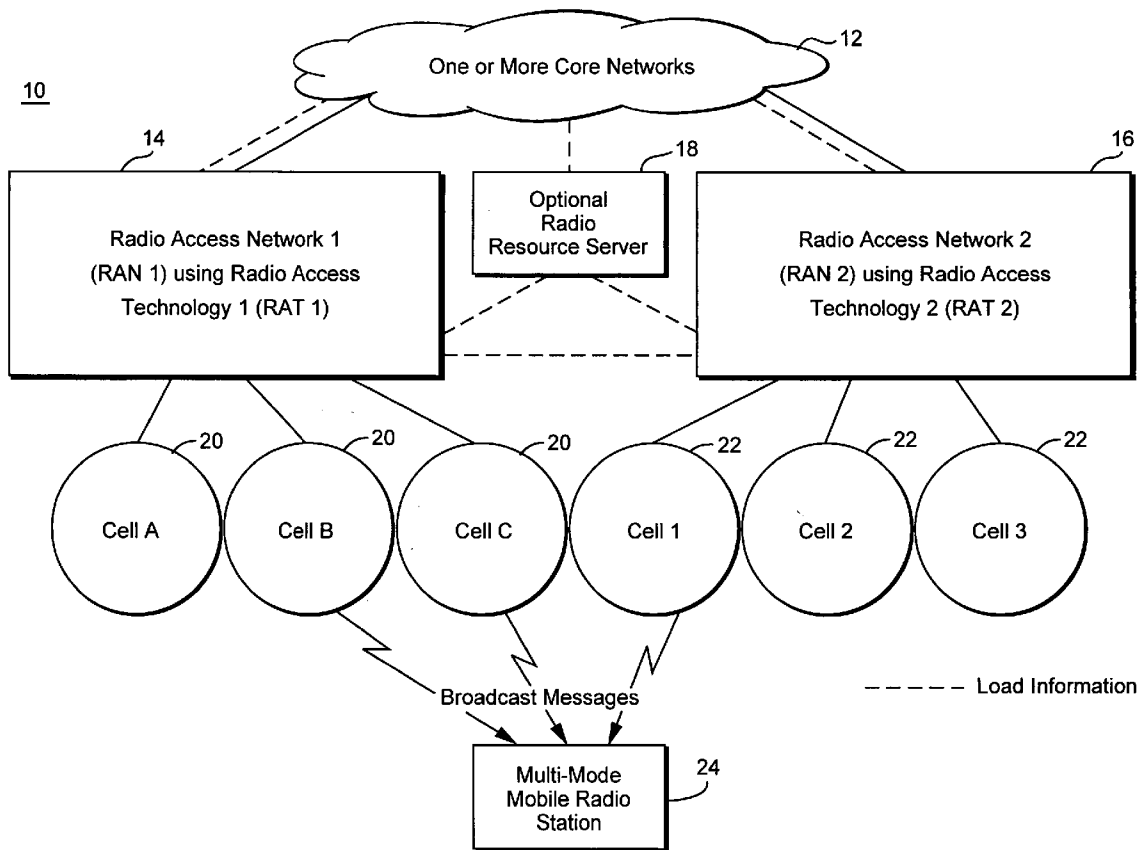 12
One or More Core Networks
10
14
18
16
Radio Access Network 1
(RAN 1) using Radio Access
Technology 1 (RAT 1)
Optional
Radio
Resource Server
Radio Access Network 2
(RAN 2) using Radio Access
Technology 2 (RAT 2)
20
20
20
22
22
22
Cell A
Cell B
Cell C
Cell 1
Cell 2
Cell 3
Broadcast Messages
Load Information
Multi-Mode
Mobile Radio
Station
24